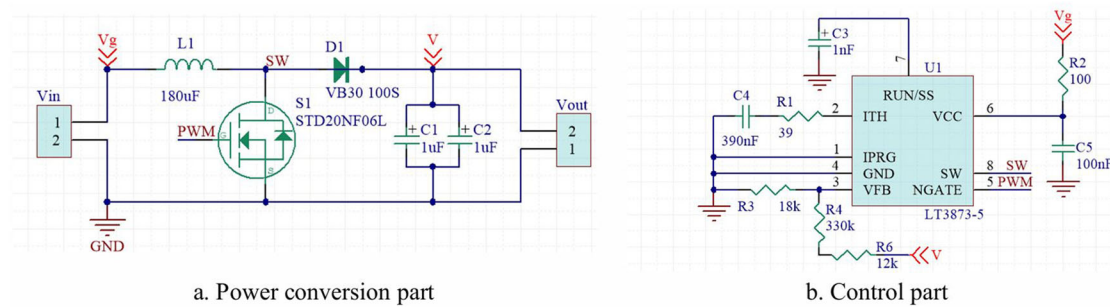 Vg
L1
SW
D1
V
180uF
VB30 100S
Vin
1
2
S1
STD20NF06L
D
G
S
PWM
C1
1uF
C2
1uF
Vout
2
1
GND
a. Power conversion part
C3
1nF
Vg
R2
100
7
U1
RUN/SS
C4
R1
390nF
39
2
ITH
VCC
6
1
IPRG
4
GND
3
VFB
SW
8
SW
NGATE
5
PWM
C5
100nF
R3
18k
R4
330k
LT3873-5
R6
12k
V
b. Control part